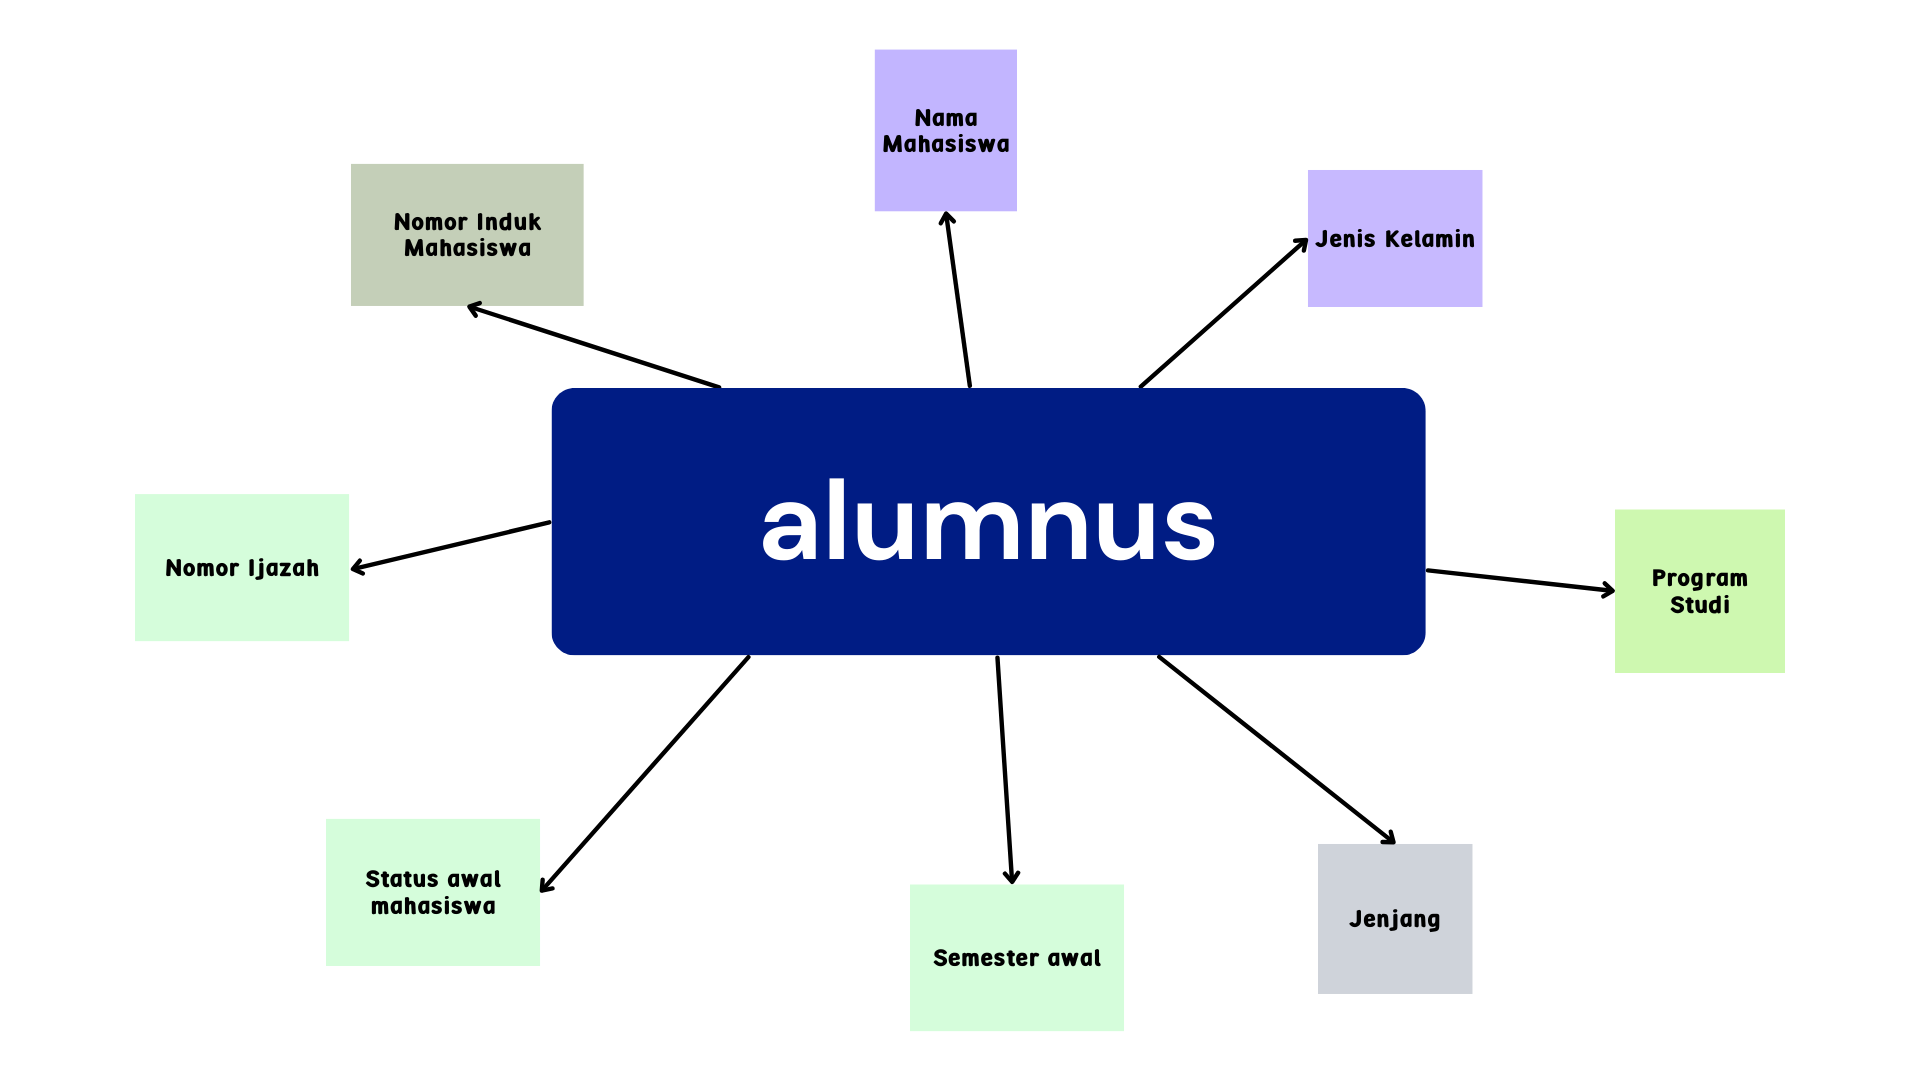 Nama
Mahasiswa
Nomor Induk
Mahasiswa
Jenis Kelamin
alumnus
Nomor Ijazah
Program
Studi
Status awal
mahasiswa
Semester awal
Jenjang